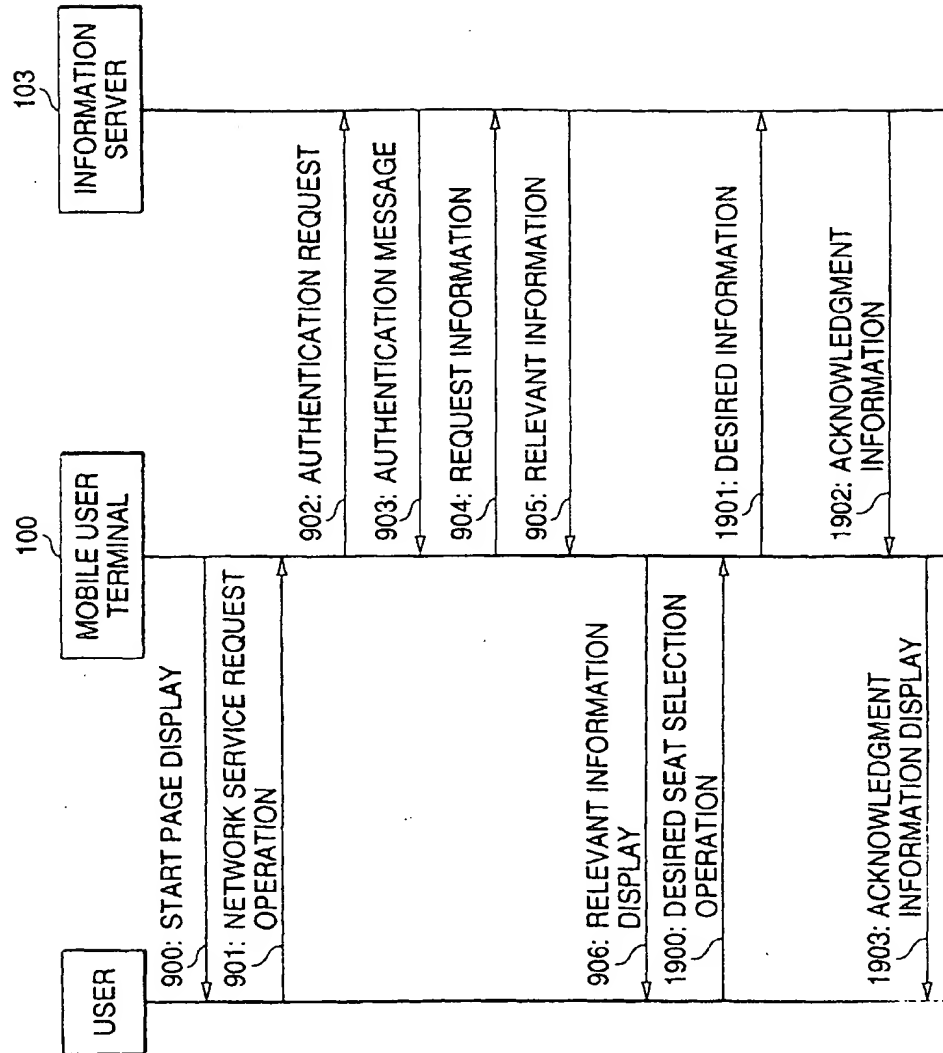 USER
100
MOBILE USER
TERMINAL
103
INFORMATION
SERVER
900: START PAGE DISPLAY
901: NETWORK SERVICE REQUEST
OPERATION
902: AUTHENTICATION REQUEST
903: AUTHENTICATION MESSAGE
904: REQUEST INFORMATION
905: RELEVANT INFORMATION
906: RELEVANT INFORMATION
DISPLAY
1900: DESIRED SEAT SELECTION
OPERATION
1901: DESIRED INFORMATION
1902: ACKNOWLEDGMENT
INFORMATION
1903: ACKNOWLEDGMENT
INFORMATION DISPLAY